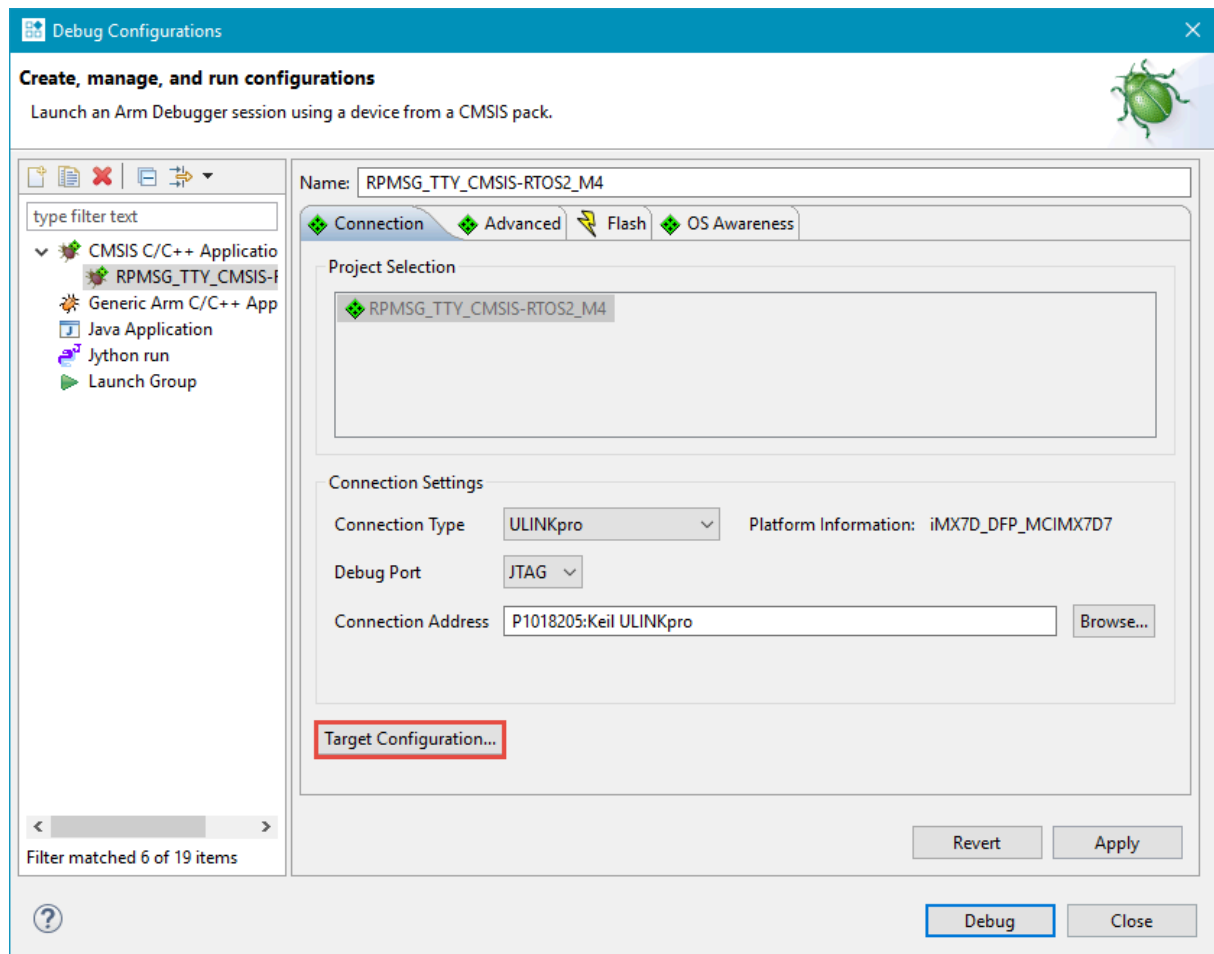 Debug Configurations
Create, manage, and run configurations
Launch an Arm Debugger session using a device from a CMSIS pack.
type filter text
CMSIS C/C++ Applicatio
RPMSG_TTY_CMSIS-R
Generic Arm C/C++ App
Java Application
Jython run
Launch Group
Filter matched 6 of 19 items
Name: RPMSG_TTY_CMSIS-RTOS2_M4
Connection Advanced Flash OS Awareness
Project Selection
RPMSG_TTY_CMSIS-RTOS2_M4
Connection Settings
Connection Type ULINKpro Platform Information: iMX7D_DFP_MCIMX7D7
Debug Port JTAG
Connection Address P1018205:Keil ULINKpro Browse...
Target Configuration...
Revert Apply
? Debug Close